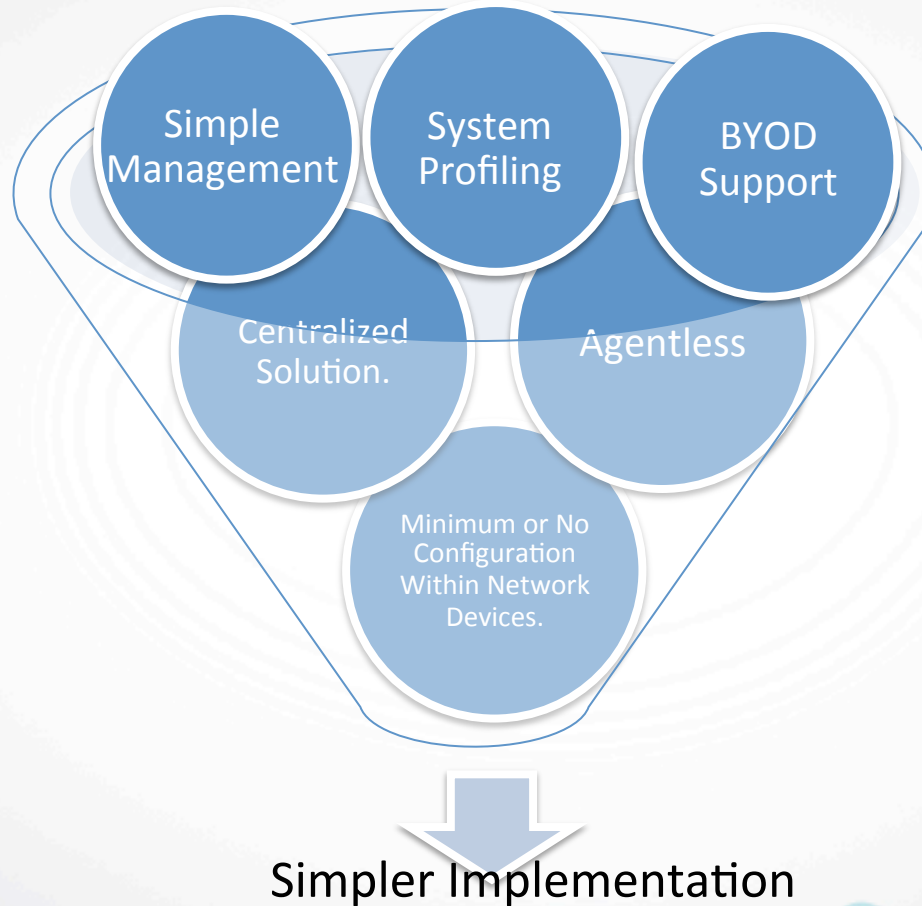 Simple
Management
System
Profiling
BYOD
Support
Centralized
Solution.
Agentless
Minimum or No
Configuration
Within Network
Devices.
Simpler Implementation